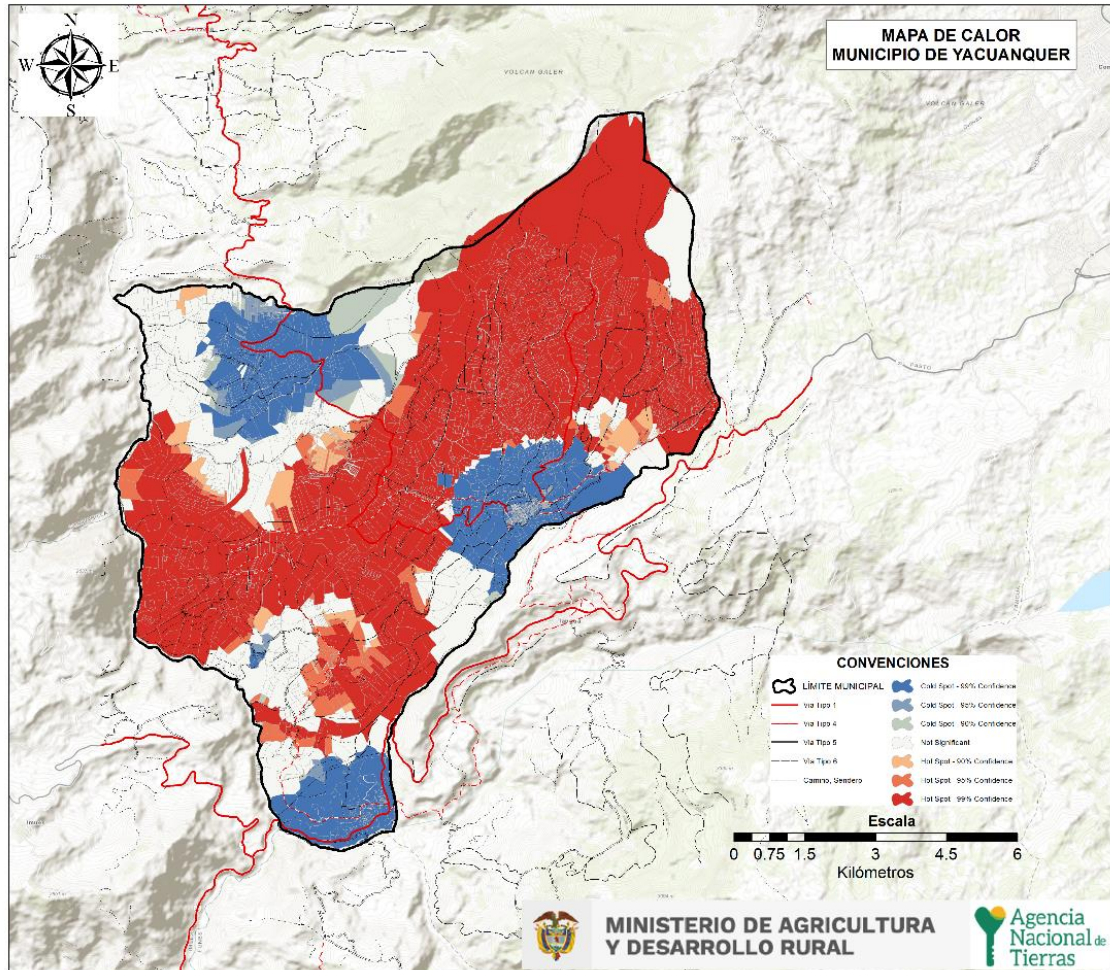 N
W
E
S
MAPA DE CALOR
MUNICIPIO DE YACUANQUER
VOLCAN GALER
VOLCAN GALER
PASTO
CONVENCIONES
LÍMITE MUNICIPAL
Vía Tipo 1
Vía Tipo 4
Vía Tipo 5
Vía Tipo 6
Camino, Sendero
Cold Spot - 99% Confidence
Cold Spot - 95% Confidence
Cold Spot - 90% Confidence
Not Significant
Hot Spot - 90% Confidence
Hot Spot - 95% Confidence
Hot Spot - 99% Confidence
Escala
0 0.75 1.5 3 4.5 6
Kilómetros
MINISTERIO DE AGRICULTURA
Y DESARROLLO RURAL
Agencia
Nacional de
Tierras